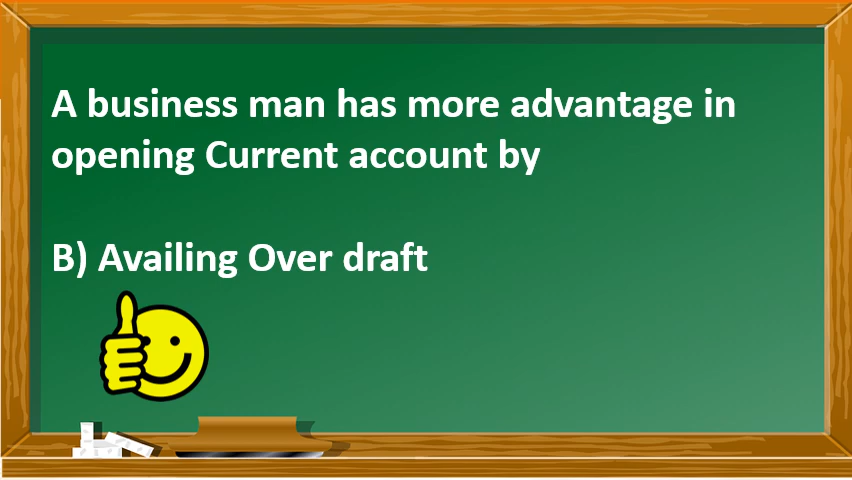 A business man has more advantage in
opening Current account by
B) Availing Over draft